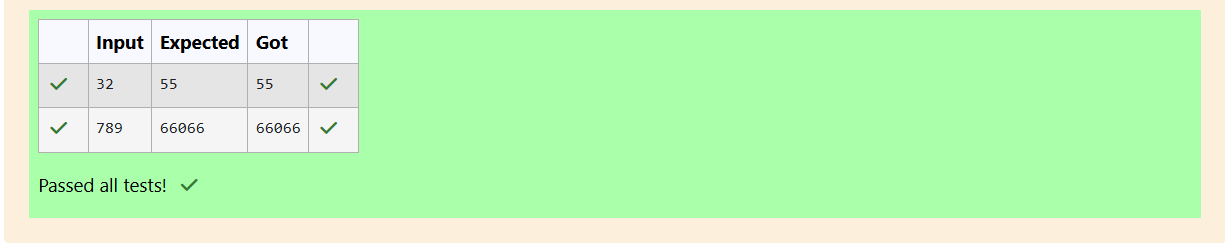 Input Expected Got
32 55 55
789 66066 66066
Passed all tests!